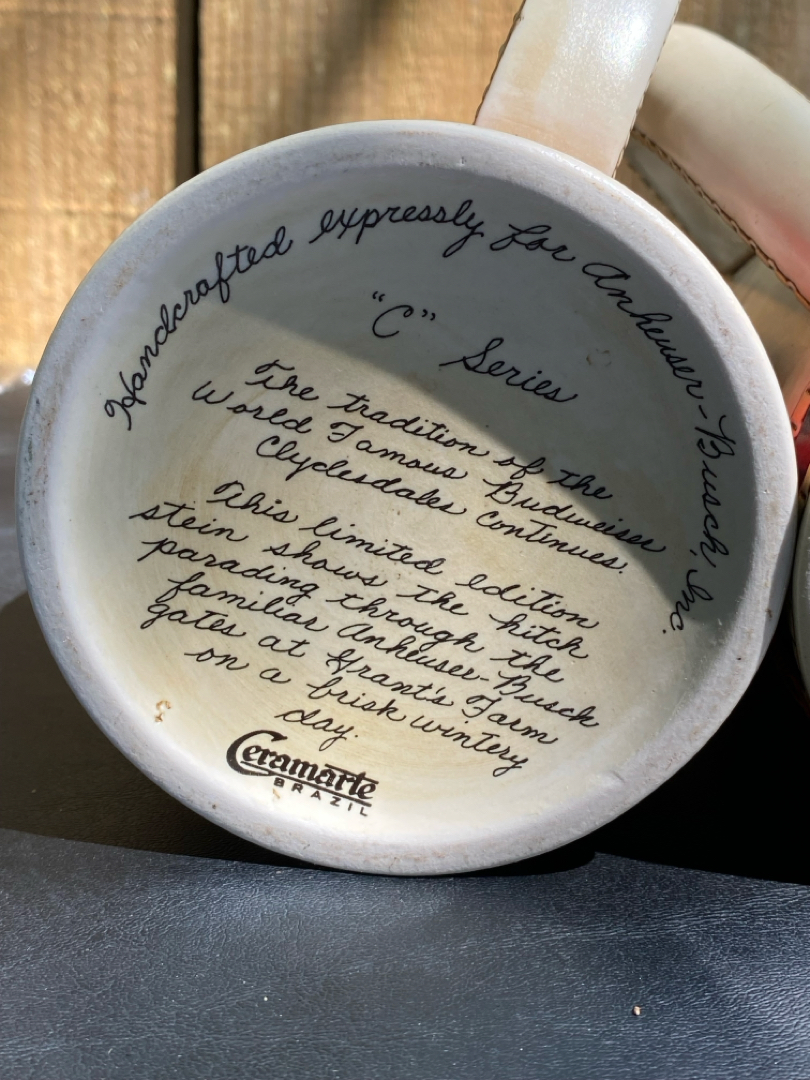 Handcrafted expressly for Anheuser-Busch, Inc.
"C" Series
The tradition of the
World Famous Budweiser
Clydesdales continues.
This limited edition
stein shows the hitch
parading through the
familiar Anheuser-Busch
gates at Grant's Farm
on a brisk wintery
day.
Ceramarte
BRAZIL